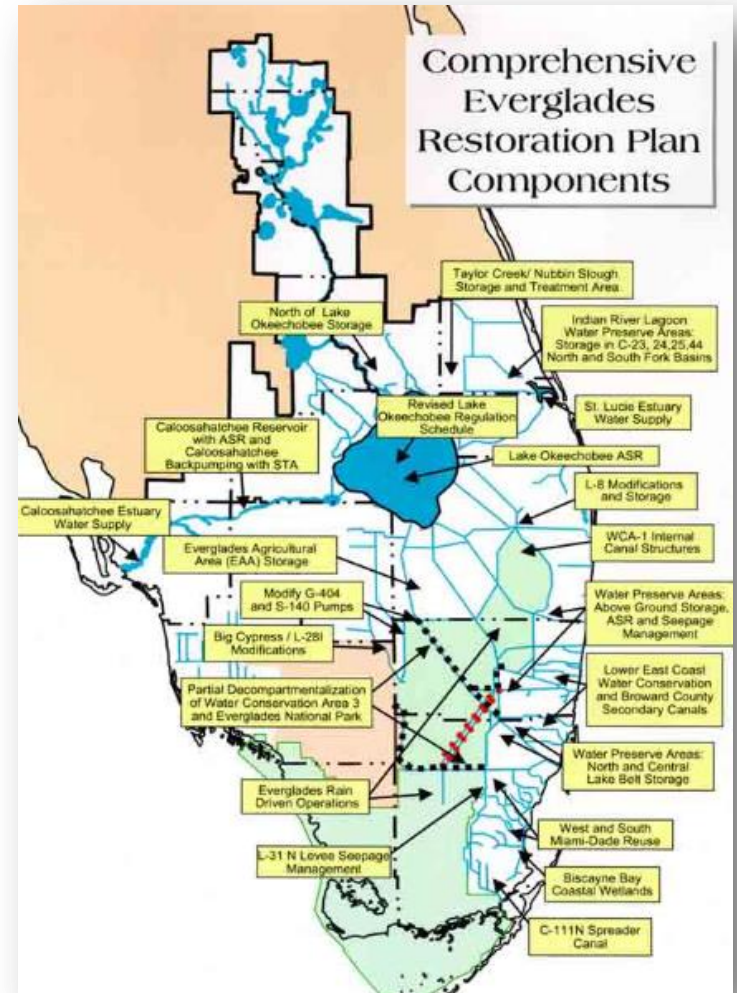 Comprehensive
Everglades
Restoration Plan
Components
Taylor Creek/ Nubbin Slough
Storage and Treatment Area
North of Lake
Okeechobee Storage
Indian River Lagoon
Water Preserve Areas:
Storage in C-23, 24,25,44
North and South Fork Basins
Revised Lake
Okeechobee Regulation
Schedule
St. Lucie Estuary
Water Supply
Caloosahatchee Reservoir
with ASR and
Caloosahatchee
Backpumping with STA
Lake Okeechobee ASR
L-8 Modifications
and Storage
Caloosahatchee Estuary
Water Supply
WCA-1 Internal
Canal Structures
Everglades Agricultural
Area (EAA) Storage
Modify G-404
and S-140 Pumps
Water Preserve Areas:
Above Ground Storage,
ASR and Seepage
Management
Big Cypress / L-28I
Modifications
Lower East Coast
Water Conservation
and Broward County
Secondary Canals
Partial Decompartmentalization
of Water Conservation Area 3
and Everglades National Park
Water Preserve Areas:
North and Central
Lake Belt Storage
Everglades Rain
Driven Operations
West and South
Miami-Dade Reuse
L-31 N Levee Seepage
Management
Biscayne Bay
Coastal Wetlands
C-111N Spreader
Canal